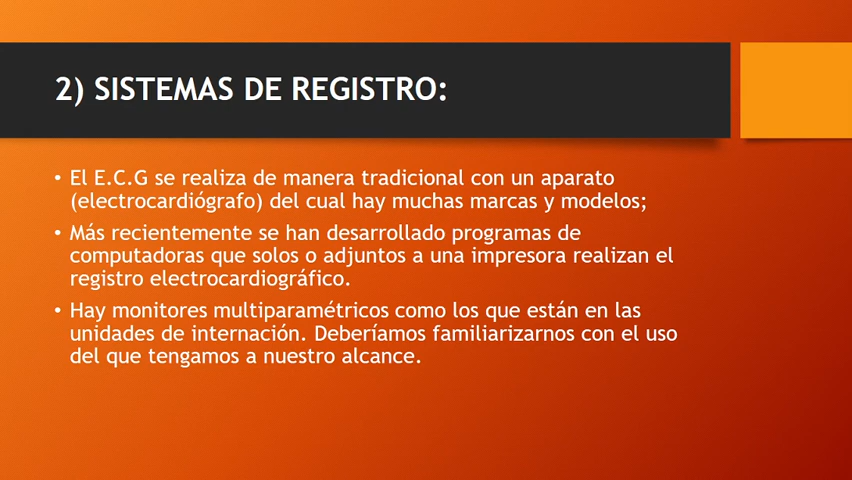 2) SISTEMAS DE REGISTRO:
• El E.C.G se realiza de manera tradicional con un aparato
(electrocardiógrafo) del cual hay muchas marcas y modelos;
• Más recientemente se han desarrollado programas de
computadoras que solos o adjuntos a una impresora realizan el
registro electrocardiográfico.
• Hay monitores multiparamétricos como los que están en las
unidades de internación. Deberíamos familiarizarnos con el uso
del que tengamos a nuestro alcance.